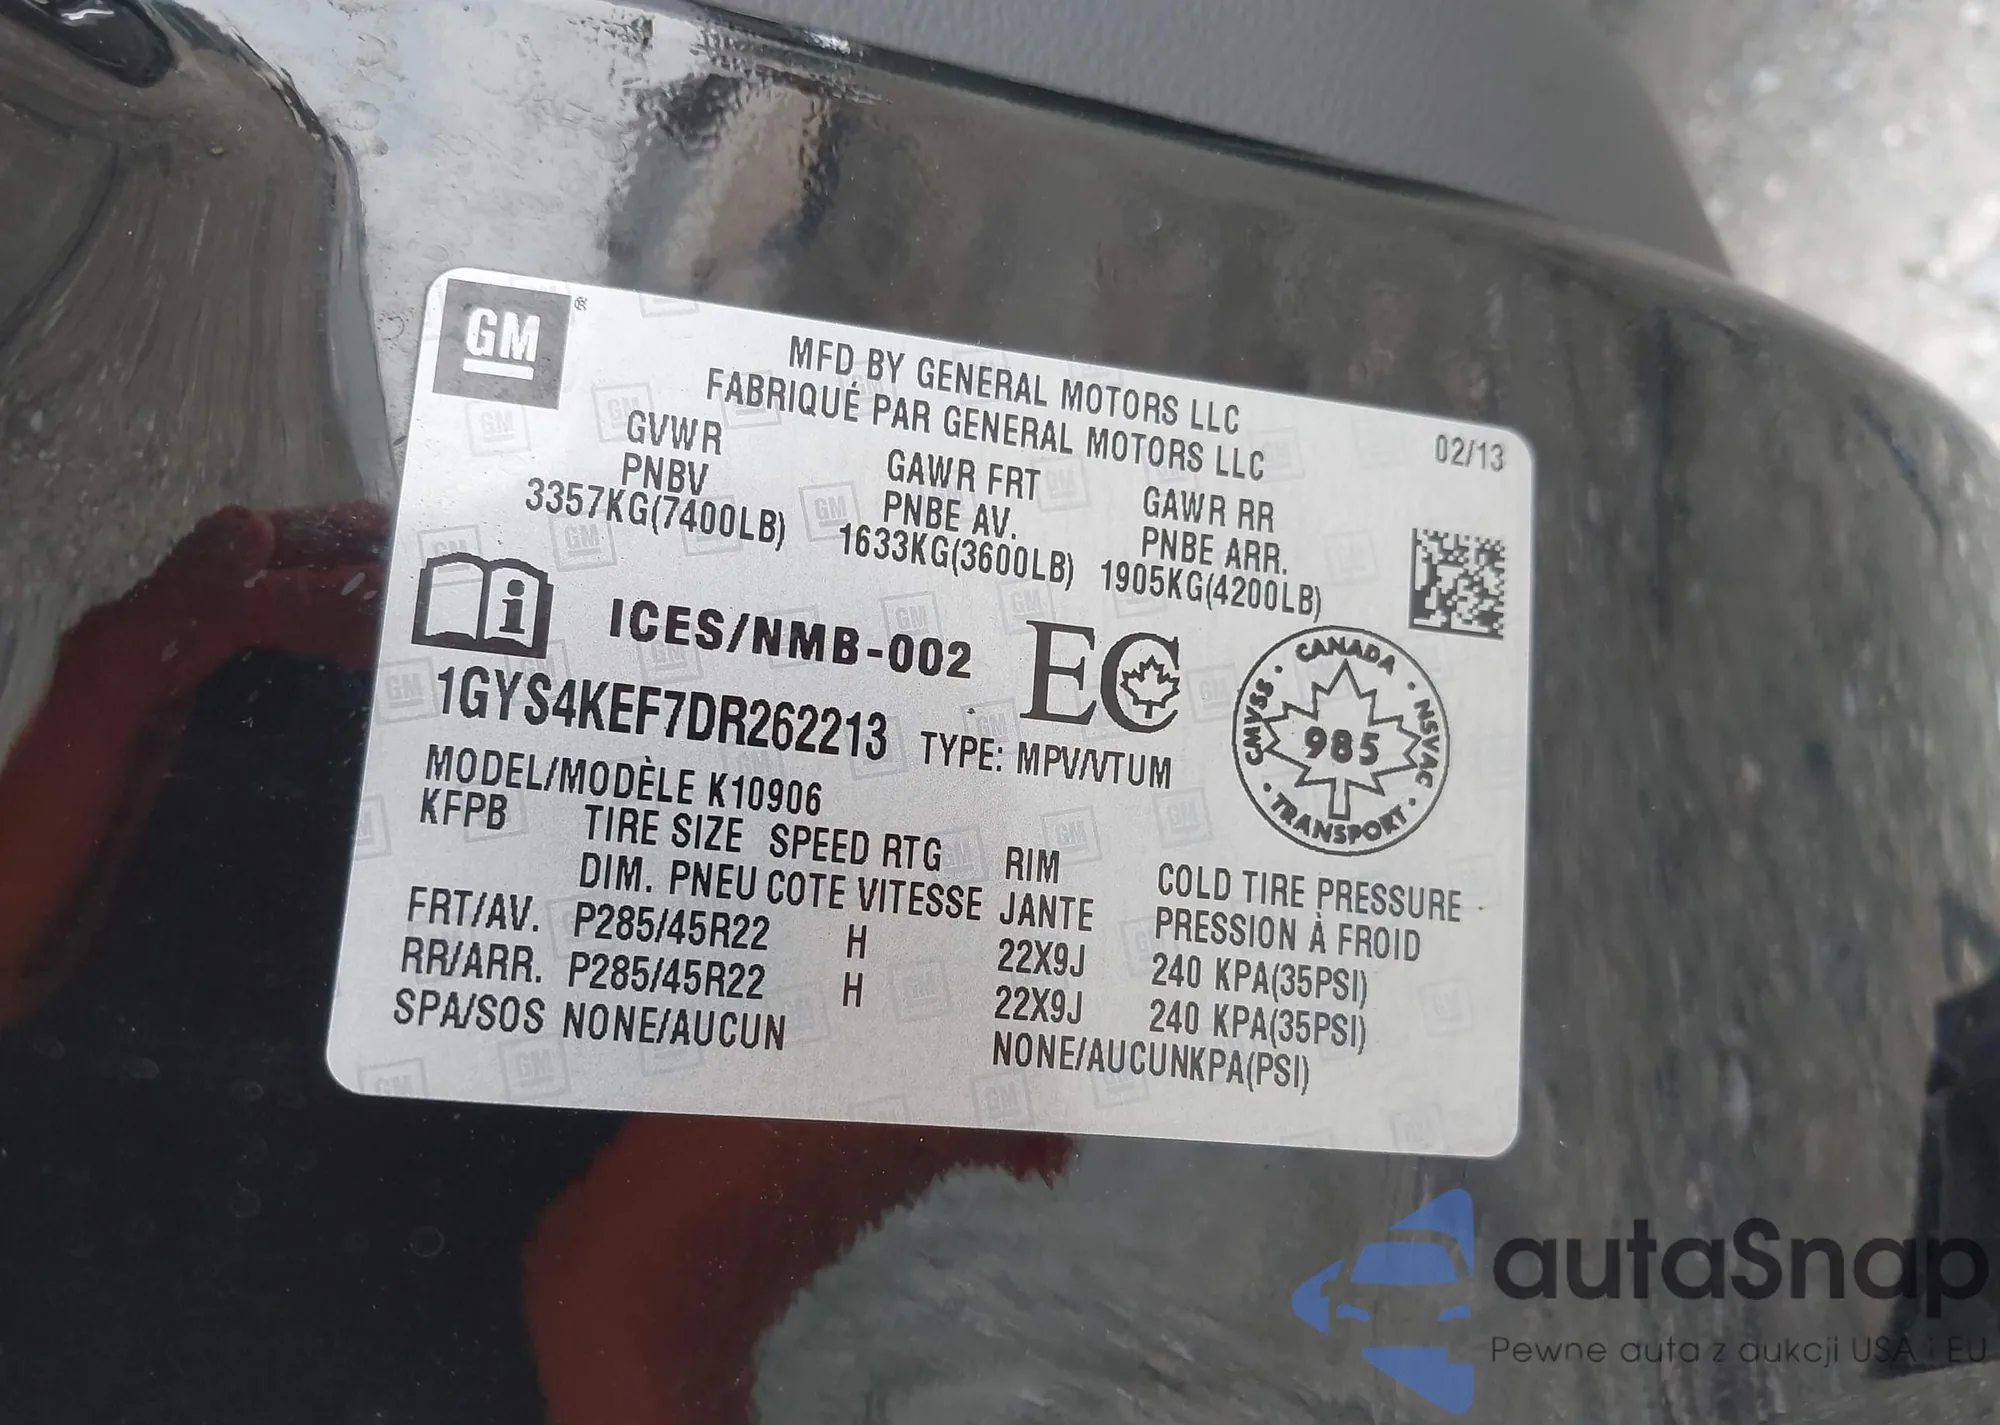 GM
MFD BY GENERAL MOTORS LLC
FABRIQUÉ PAR GENERAL MOTORS LLC
02/13
GVWR
PNBV
3357KG(7400LB)
GAWR FRT
PNBE AV.
1633KG(3600LB)
GAWR RR
PNBE ARR.
1905KG(4200LB)
i
ICES/NMB-002
EC
CANADA
CMVSS · NSVAC
985
· TRANSPORT ·
1GYS4KEF7DR262213 TYPE: MPV/VTUM
MODEL/MODÈLE K10906
KFPB TIRE SIZE SPEED RTG RIM COLD TIRE PRESSURE
DIM. PNEU COTE VITESSE JANTE PRESSION À FROID
FRT/AV. P285/45R22 H 22X9J 240 KPA(35PSI)
RR/ARR. P285/45R22 H 22X9J 240 KPA(35PSI)
SPA/SOS NONE/AUCUN NONE/AUCUNKPA(PSI)
autaSnap
Pewne auta z aukcji USA i EU